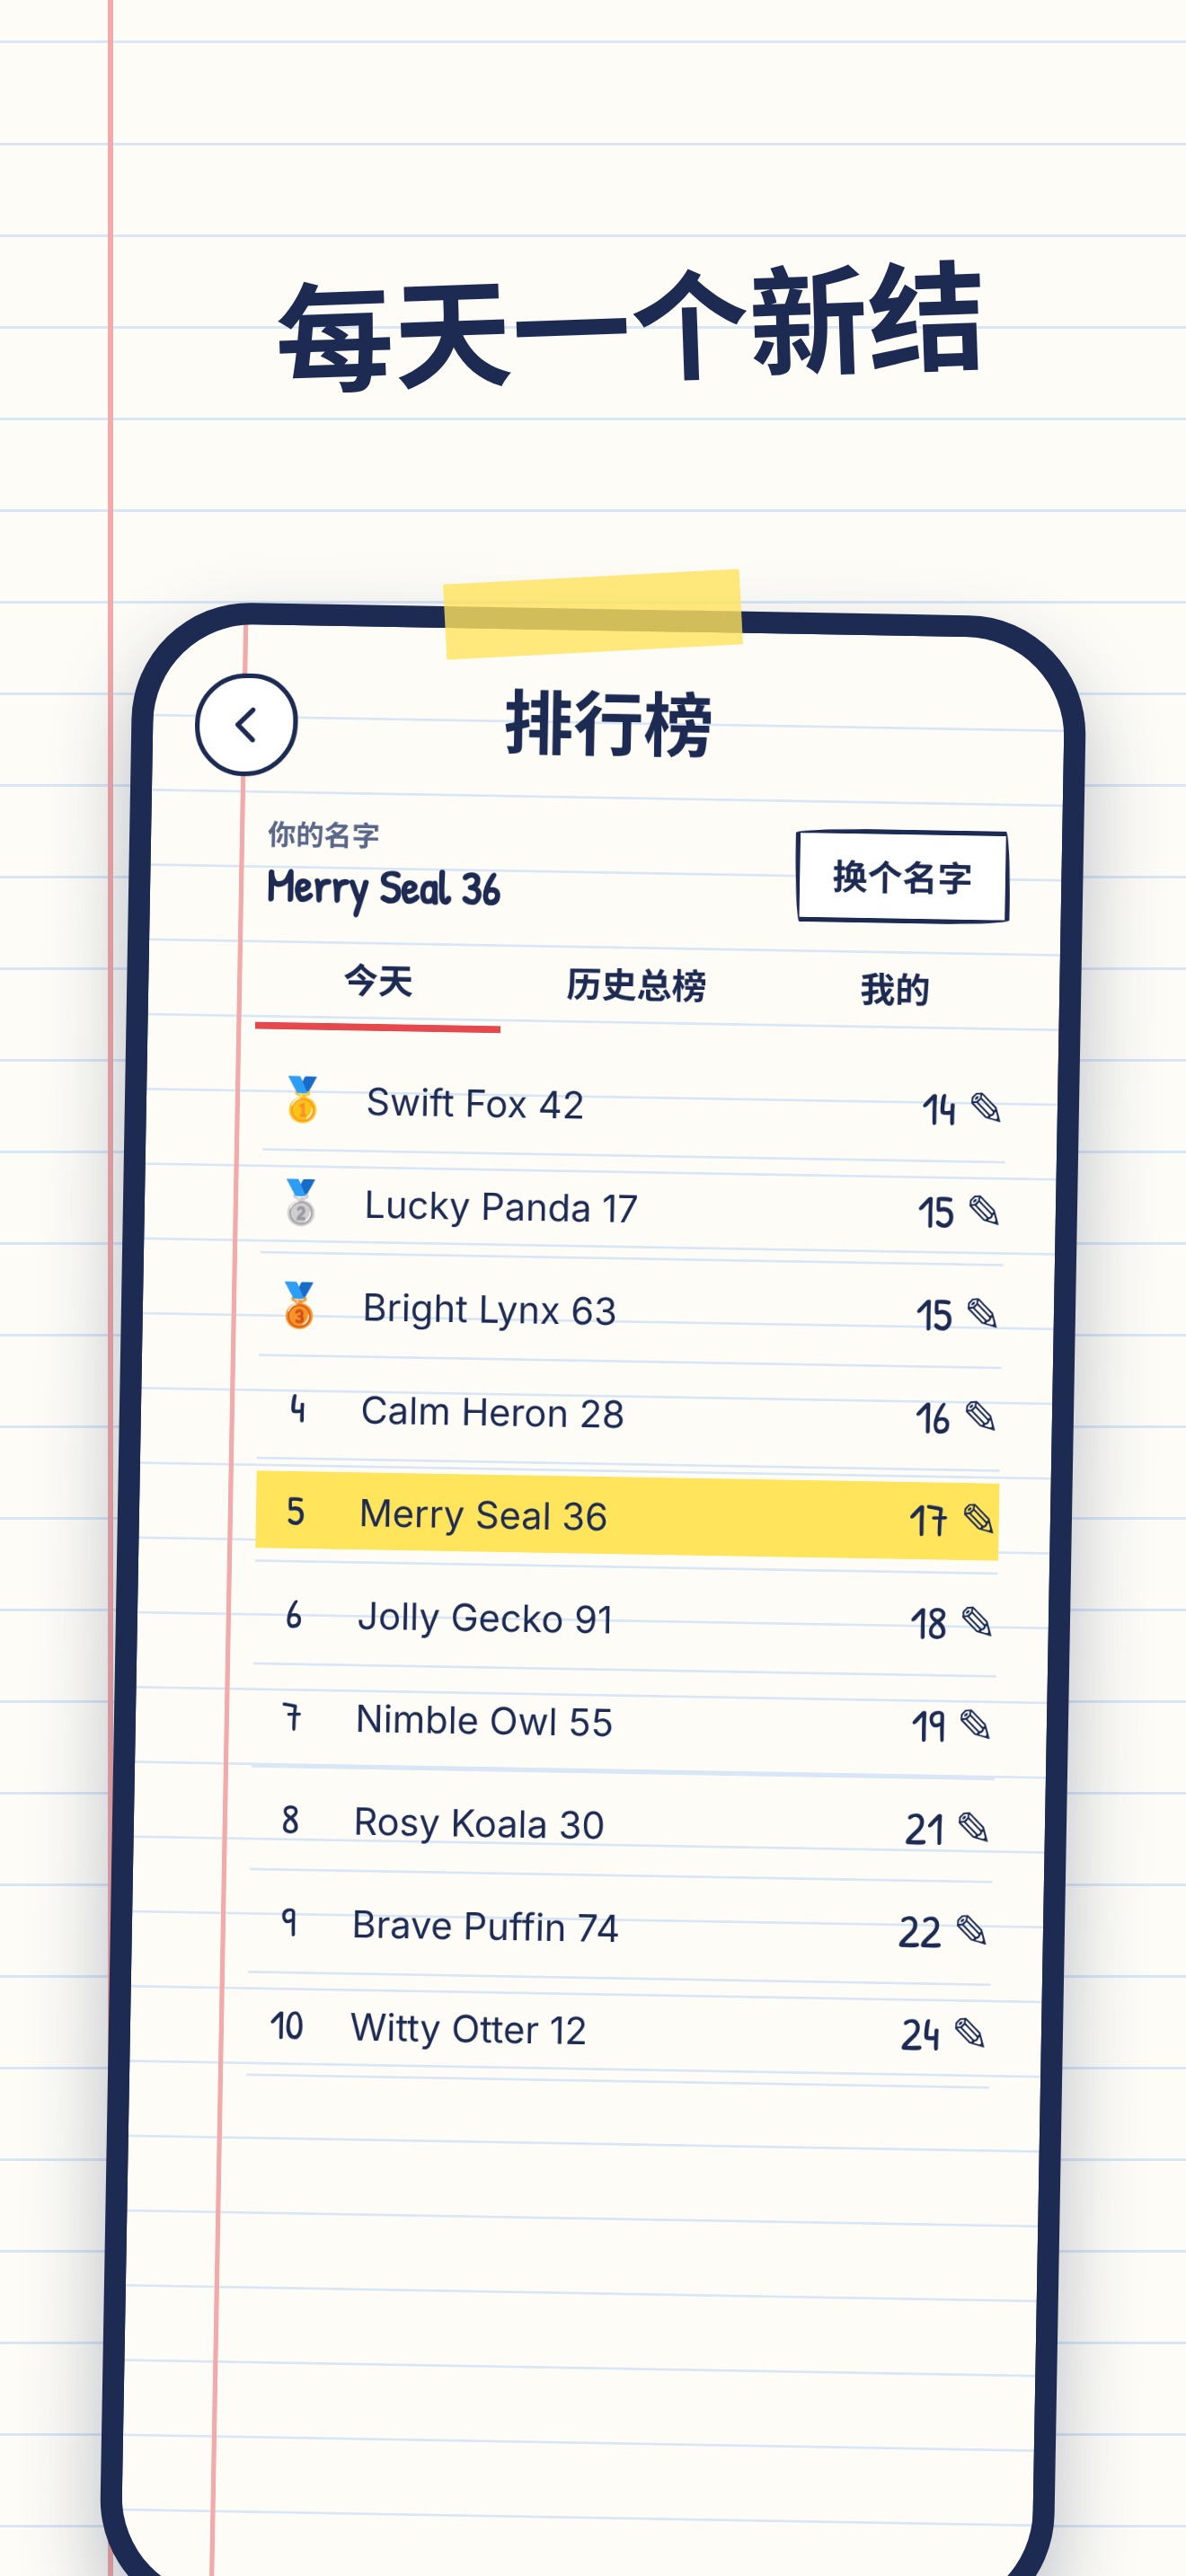 每天一个新结
排行榜
你的名字
Merry Seal 36
换个名字
今天 历史总榜 我的
1 Swift Fox 42 14
2 Lucky Panda 17 15
3 Bright Lynx 63 15
4 Calm Heron 28 16
5 Merry Seal 36 17
6 Jolly Gecko 91 18
7 Nimble Owl 55 19
8 Rosy Koala 30 21
9 Brave Puffin 74 22
10 Witty Otter 12 24